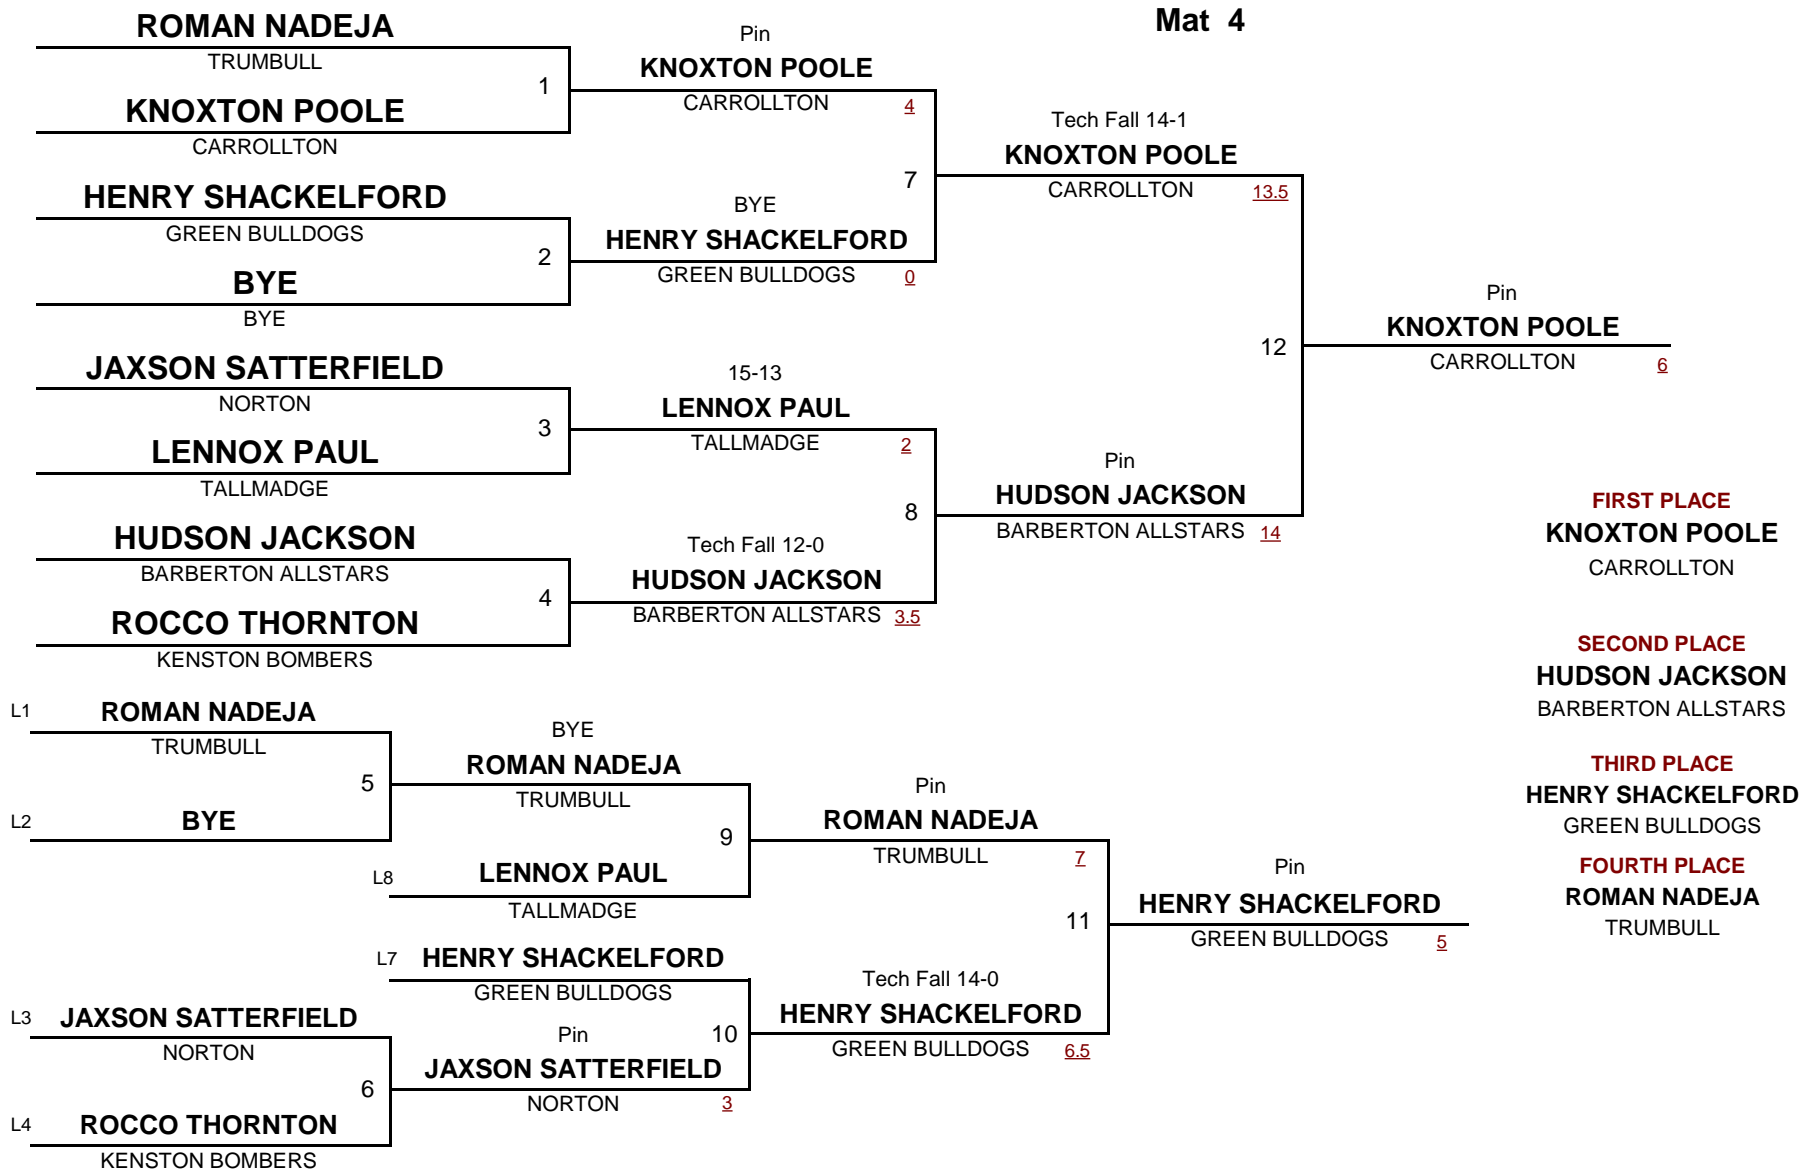 Mat 4
ROMAN NADEJA
TRUMBULL
1
KNOXTON POOLE
CARROLLTON
HENRY SHACKELFORD
GREEN BULLDOGS
2
BYE
BYE
JAXSON SATTERFIELD
NORTON
3
LENNOX PAUL
TALLMADGE
HUDSON JACKSON
BARBERTON ALLSTARS
4
ROCCO THORNTON
KENSTON BOMBERS
Pin
KNOXTON POOLE
CARROLLTON 4
7
BYE
HENRY SHACKELFORD
GREEN BULLDOGS 0
15-13
LENNOX PAUL
TALLMADGE 2
8
Tech Fall 12-0
HUDSON JACKSON
BARBERTON ALLSTARS 3.5
Tech Fall 14-1
KNOXTON POOLE
CARROLLTON 13.5
12
Pin
HUDSON JACKSON
BARBERTON ALLSTARS 14
Pin
KNOXTON POOLE
CARROLLTON 6
FIRST PLACE
KNOXTON POOLE
CARROLLTON
SECOND PLACE
HUDSON JACKSON
BARBERTON ALLSTARS
THIRD PLACE
HENRY SHACKELFORD
GREEN BULLDOGS
FOURTH PLACE
ROMAN NADEJA
TRUMBULL
L1 ROMAN NADEJA
TRUMBULL
5
L2 BYE
BYE
ROMAN NADEJA
TRUMBULL
9
L8 LENNOX PAUL
TALLMADGE
L7 HENRY SHACKELFORD
GREEN BULLDOGS
10
L3 JAXSON SATTERFIELD
NORTON
6
L4 ROCCO THORNTON
KENSTON BOMBERS
Pin
JAXSON SATTERFIELD
NORTON 3
Pin
ROMAN NADEJA
TRUMBULL 7
11
Tech Fall 14-0
HENRY SHACKELFORD
GREEN BULLDOGS 6.5
Pin
HENRY SHACKELFORD
GREEN BULLDOGS 5